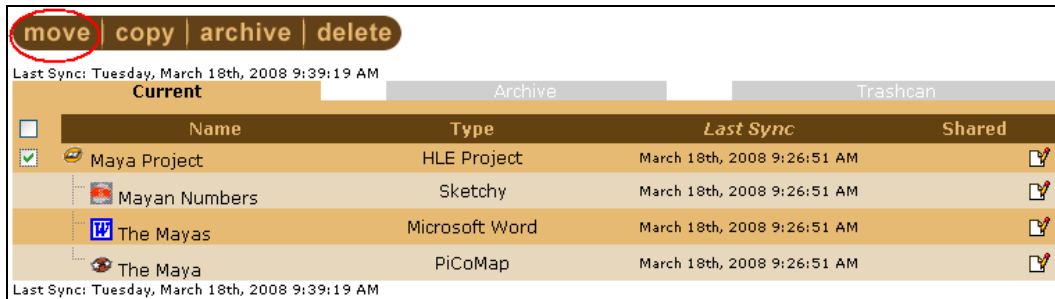 move copy archive delete
Last Sync: Tuesday, March 18th, 2008 9:39:19 AM
Current Archive Trashcan
Name Type Last Sync Shared
Maya Project HLE Project March 18th, 2008 9:26:51 AM
Mayan Numbers Sketchy March 18th, 2008 9:26:51 AM
W The Mayas Microsoft Word March 18th, 2008 9:26:51 AM
The Maya PiCoMap March 18th, 2008 9:26:51 AM
Last Sync: Tuesday, March 18th, 2008 9:39:19 AM